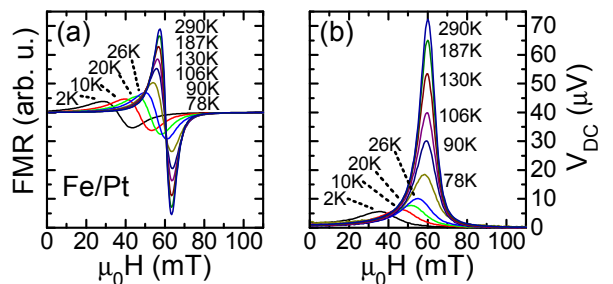 (a)
290K
187K
130K
106K
90K
78K
26K
20K
10K
2K
Fe/Pt
FMR (arb. u.)
0 20 40 60 80 100
μ₀H (mT)
(b)
290K
187K
130K
106K
90K
78K
26K
20K
10K
2K
70
60
50
40
30
20
10
0
V_DC (μV)
0 20 40 60 80 100
μ₀H (mT)